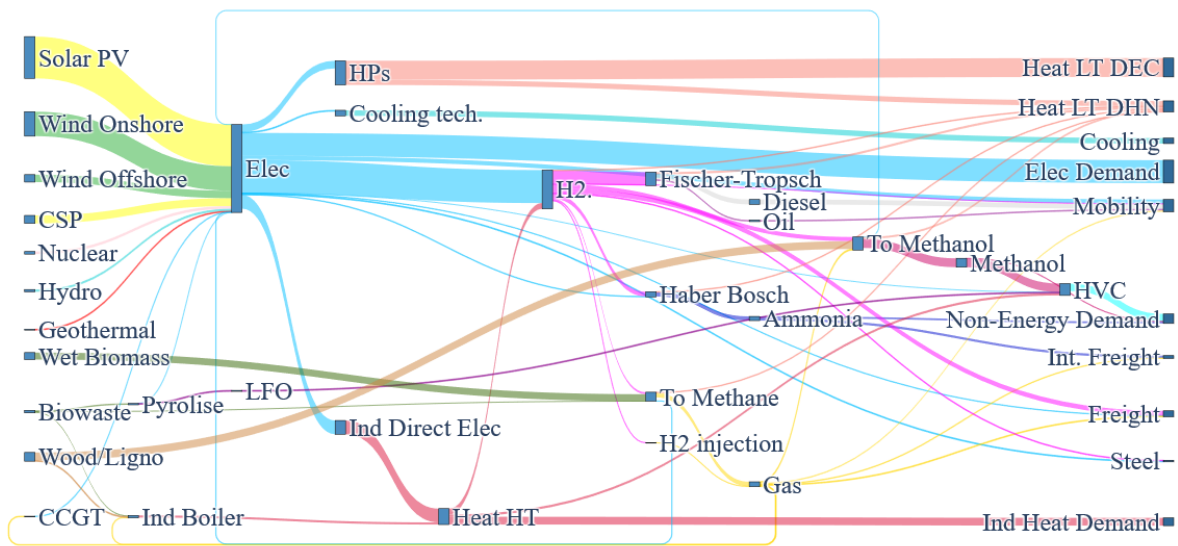 Solar PV
Wind Onshore
Wind Offshore
CSP
Nuclear
Hydro
Geothermal
Wet Biomass
Biowaste
Wood/Ligno
CCGT
Pyrolise
Ind Boiler
Elec
LFO
HPs
Cooling tech.
Ind Direct Elec
Heat HT
H2.
Fischer-Tropsch
Haber Bosch
To Methane
H2 injection
Diesel
Oil
Ammonia
Gas
To Methanol
Methanol
HVC
Heat LT DEC
Heat LT DHN
Cooling
Elec Demand
Mobility
Non-Energy Demand
Int. Freight
Freight
Steel
Ind Heat Demand